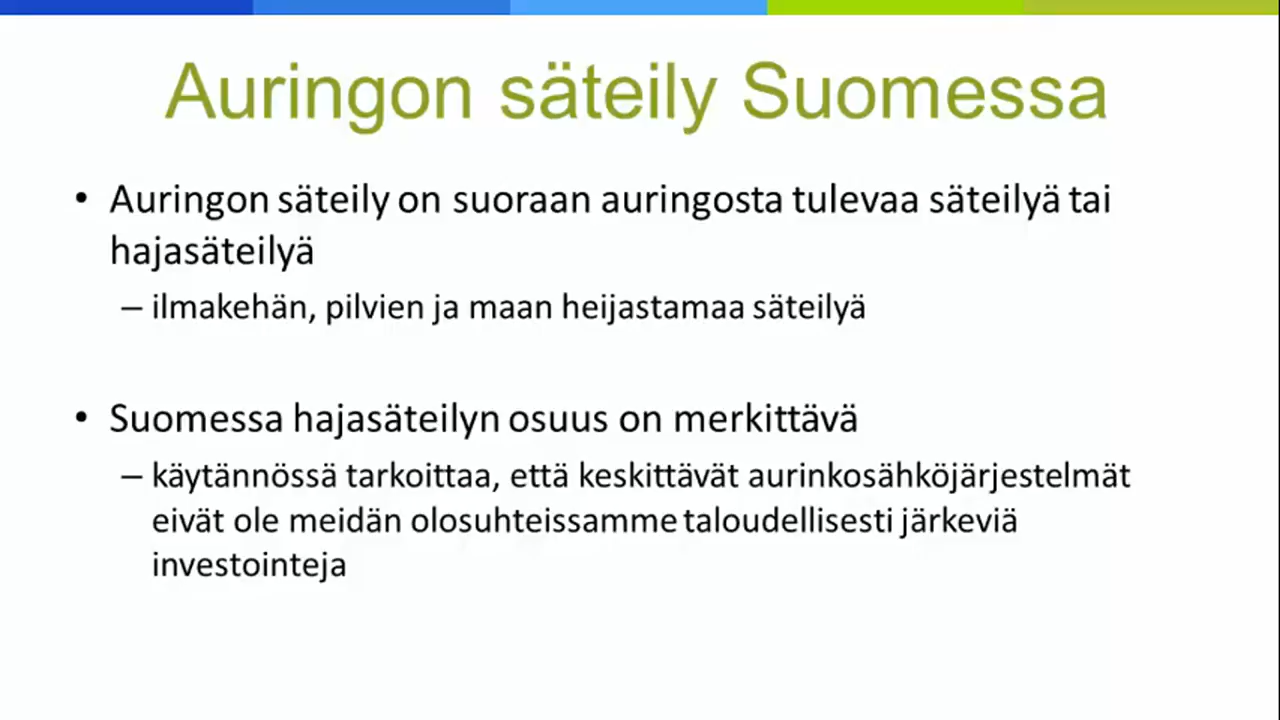 Auringon säteily Suomessa
• Auringon säteily on suoraan auringosta tulevaa säteilyä tai
hajasäteilyä
– ilmakehän, pilvien ja maan heijastamaa säteilyä
• Suomessa hajasäteilyn osuus on merkittävä
– käytännössä tarkoittaa, että keskittävät aurinkosähköjärjestelmät
eivät ole meidän olosuhteissamme taloudellisesti järkeviä
investointeja